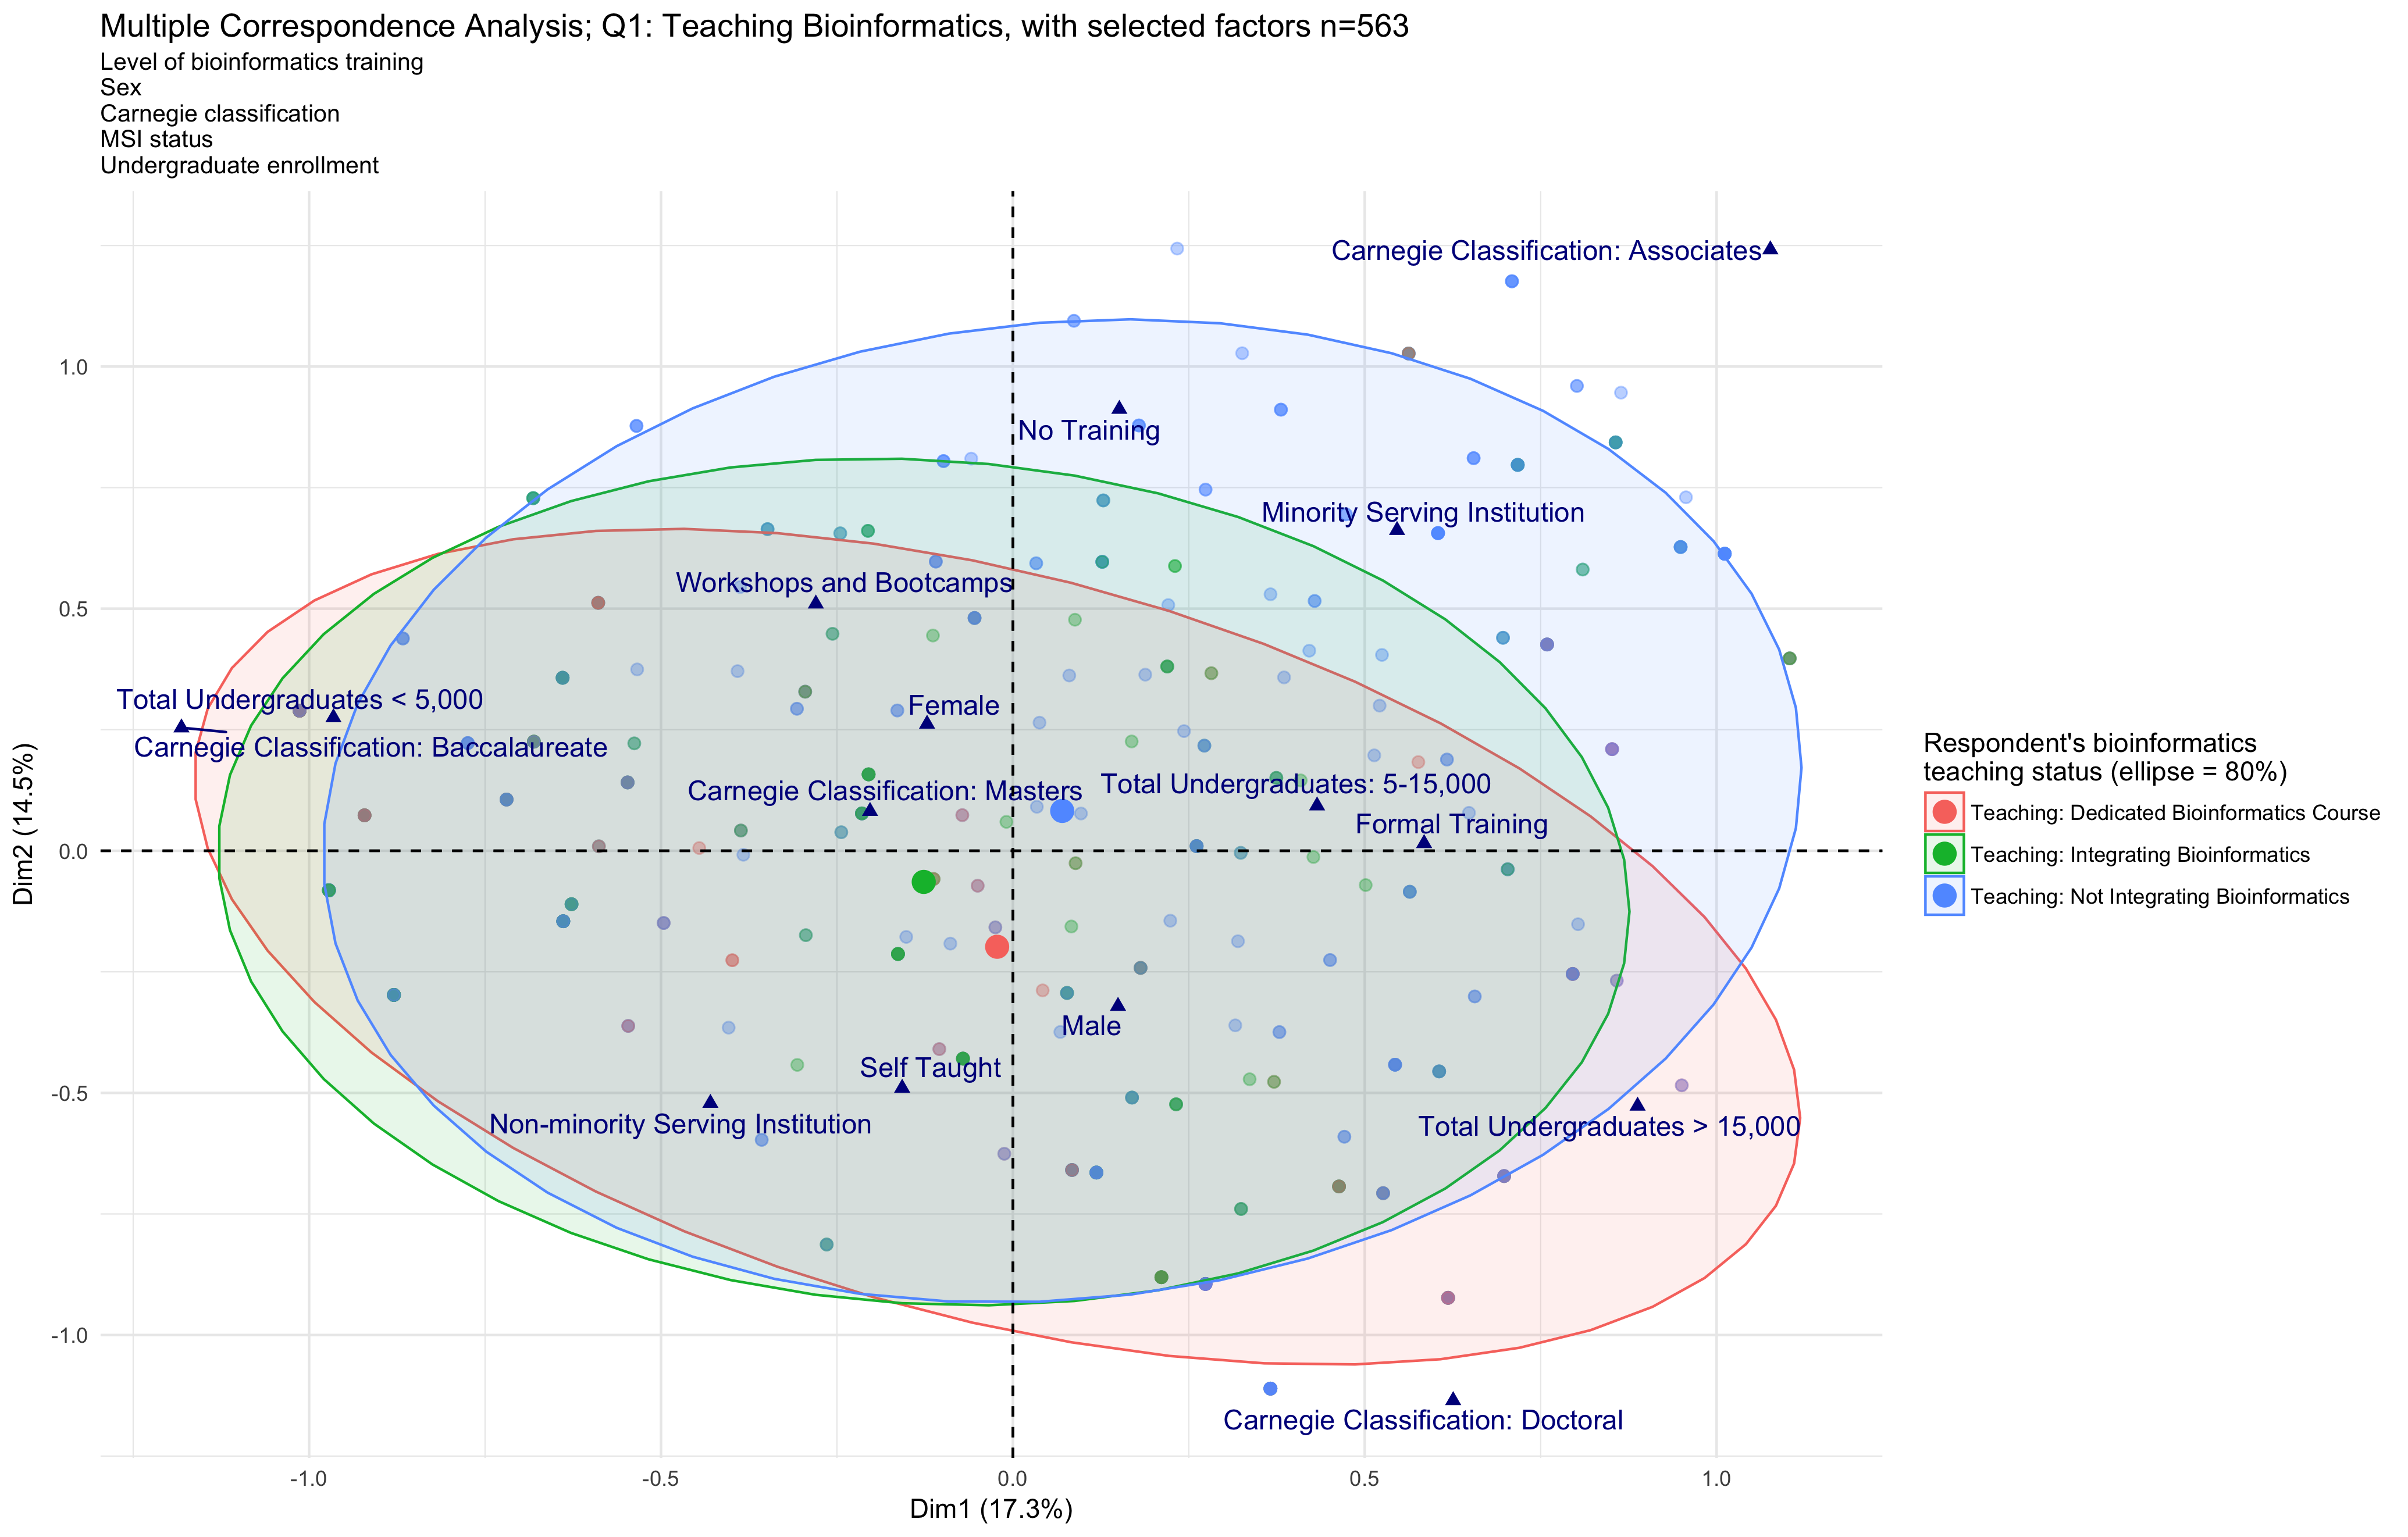 Multiple Correspondence Analysis; Q1: Teaching Bioinformatics, with selected factors n=563
Level of bioinformatics training
Sex
Carnegie classification
MSI status
Undergraduate enrollment
Carnegie Classification: Associates
No Training
Minority Serving Institution
Workshops and Bootcamps
Total Undergraduates < 5,000
Female
Carnegie Classification: Baccalaureate
Carnegie Classification: Masters
Total Undergraduates: 5-15,000
Formal Training
Male
Self Taught
Non-minority Serving Institution
Total Undergraduates > 15,000
Carnegie Classification: Doctoral
1.0
0.5
0.0
-0.5
-1.0
Dim2 (14.5%)
-1.0
-0.5
0.0
0.5
1.0
Dim1 (17.3%)
Respondent's bioinformatics
teaching status (ellipse = 80%)
Teaching: Dedicated Bioinformatics Course
Teaching: Integrating Bioinformatics
Teaching: Not Integrating Bioinformatics